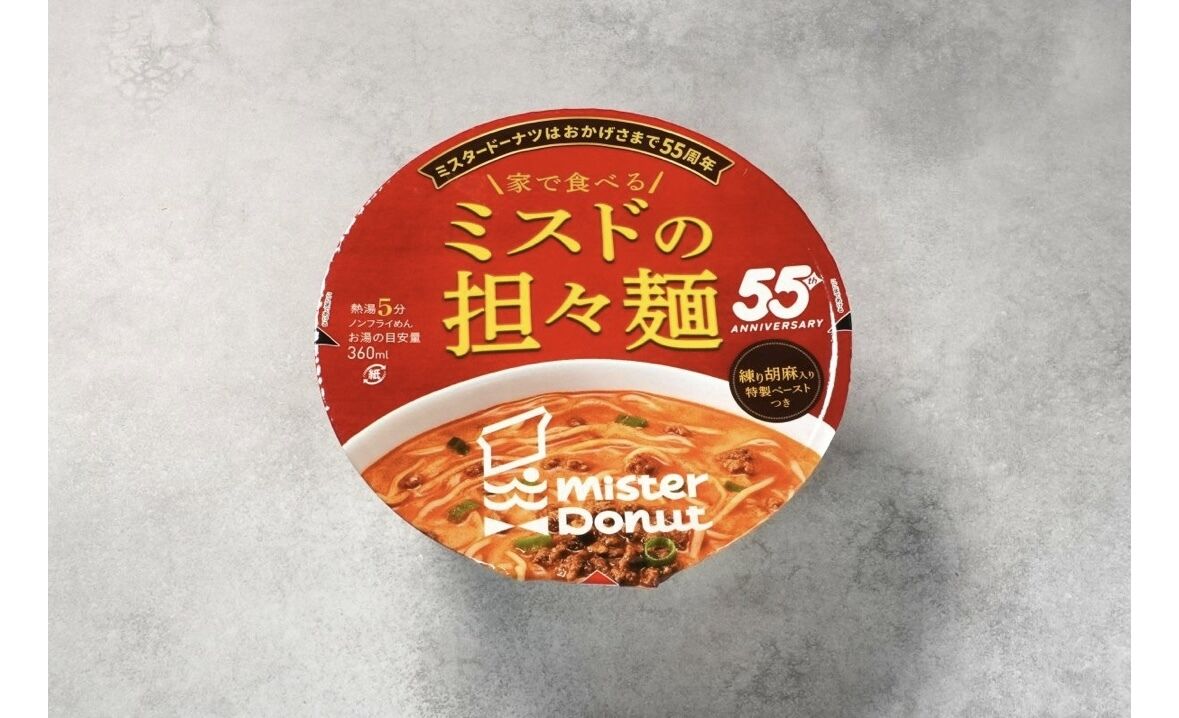 ミスタードーナツはおかげさまで55周年
家で食べる
ミスドの
担々麺
熱湯5分
ノンフライめん
お湯の目安量
360ml
紙
55th
ANNIVERSARY
練り胡麻入り
特製ペースト
つき
mister
Donut